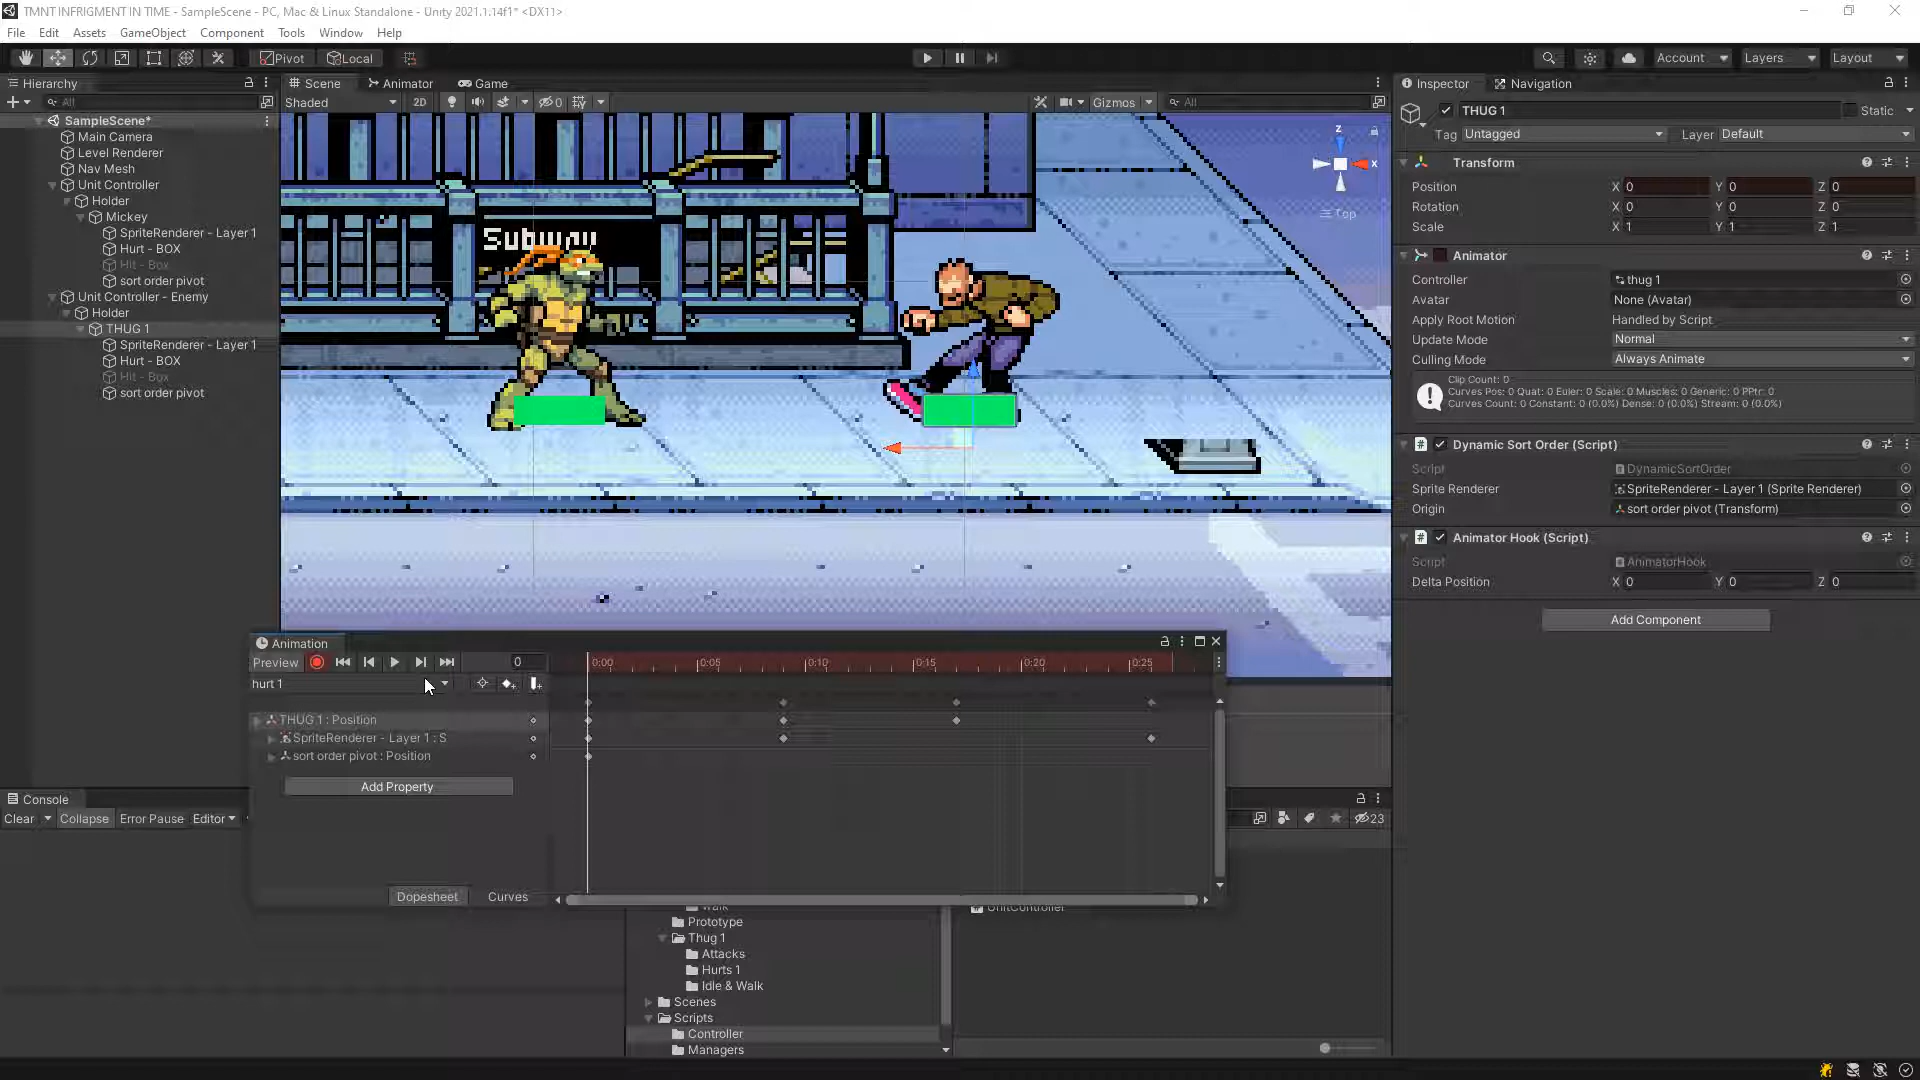 TMNT INFRIGMENT IN TIME - SampleScene - PC, Mac & Linux Standalone - Unity 2021.1.14f1* <DX11>
File Edit Assets GameObject Component Tools Window Help
Pivot Local Account Layers Layout
Hierarchy
All
SampleScene*
Main Camera
Level Renderer
Nav Mesh
Unit Controller
Holder
Mickey
SpriteRenderer - Layer 1
Hurt - BOX
Hit - Box
sort order pivot
Unit Controller - Enemy
Holder
THUG 1
SpriteRenderer - Layer 1
Hurt - BOX
Hit - Box
sort order pivot
Scene Animator Game
Shaded 2D 0 Gizmos All
z
x
Top
Subway
Inspector Navigation
THUG 1 Static
Tag Untagged Layer Default
Transform
Position X 0 Y 0 Z 0
Rotation X 0 Y 0 Z 0
Scale X 1 Y 1 Z 1
Animator
Controller thug 1
Avatar None (Avatar)
Apply Root Motion Handled by Script
Update Mode Normal
Culling Mode Always Animate
Clip Count: 0
Curves Pos: 0 Quat: 0 Euler: 0 Scale: 0 Muscles: 0 Generic: 0 PPtr: 0
Curves Count: 0 Constant: 0 (0.0%) Dense: 0 (0.0%) Stream: 0 (0.0%)
Dynamic Sort Order (Script)
Script DynamicSortOrder
Sprite Renderer SpriteRenderer - Layer 1 (Sprite Renderer)
Origin sort order pivot (Transform)
Animator Hook (Script)
Script AnimatorHook
Delta Position X 0 Y 0 Z 0
Add Component
Animation
Preview 0 0:00 0:05 0:10 0:15 0:20 0:25
hurt 1
THUG 1 : Position
SpriteRenderer - Layer 1 : S
sort order pivot : Position
Add Property
Dopesheet Curves
Console
Clear Collapse Error Pause Editor
23
walk
Prototype
Thug 1
Attacks
Hurts 1
Idle & Walk
Scenes
Scripts
Controller
Managers
UnitController